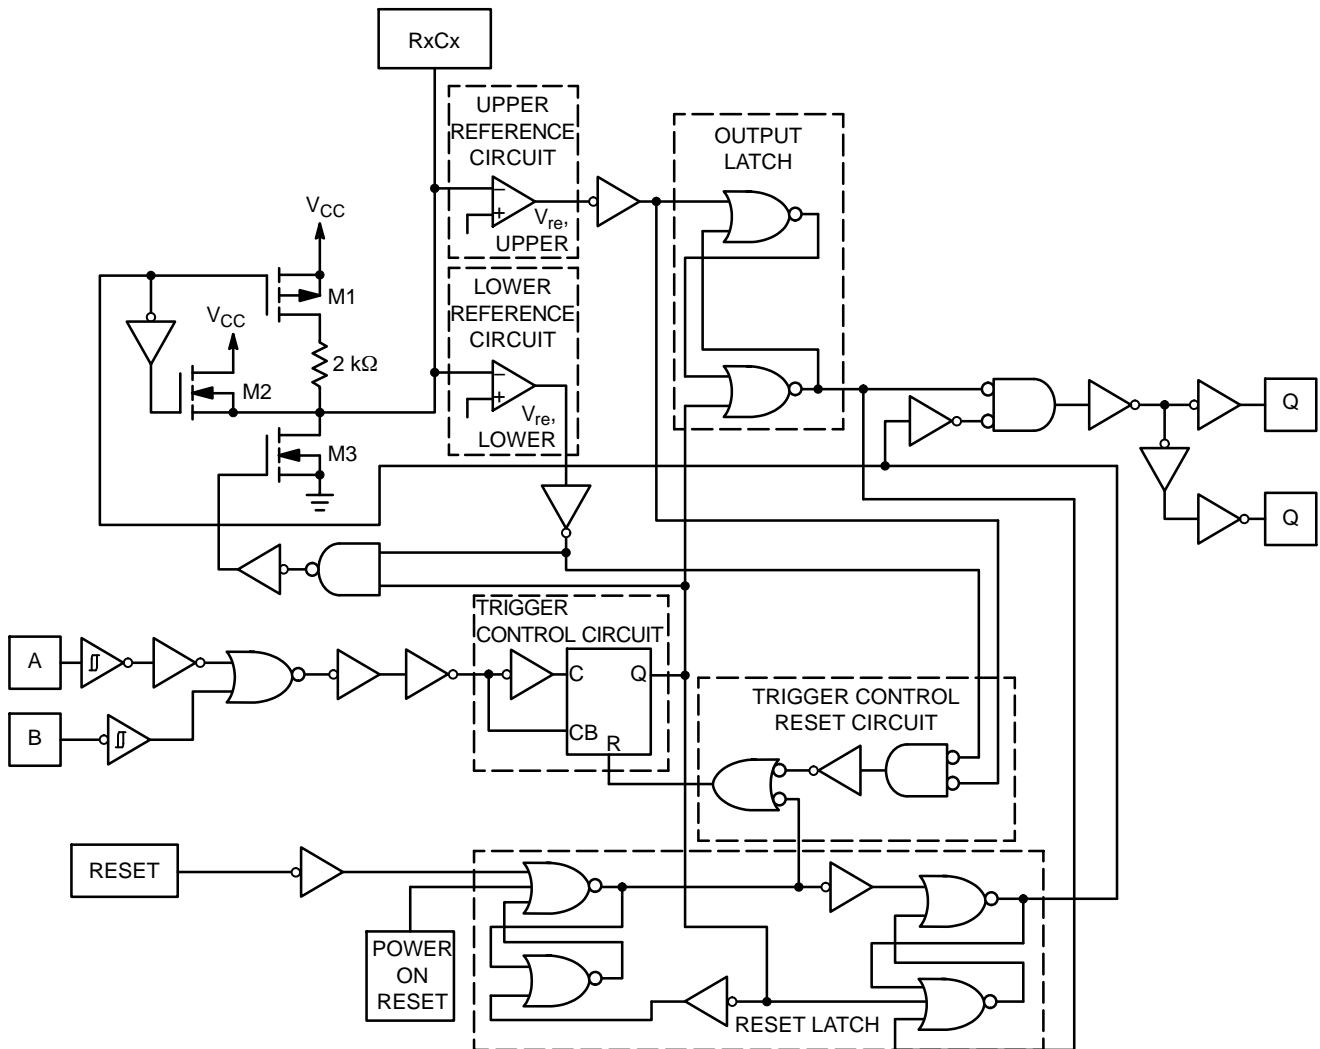 RxCx
UPPER
REFERENCE
CIRCUIT
−
+
Vre,
UPPER
OUTPUT
LATCH
VCC
M1
VCC
M2
2 kΩ
M3
LOWER
REFERENCE
CIRCUIT
−
+
Vre,
LOWER
Q
Q
TRIGGER
CONTROL CIRCUIT
A
B
C
Q
CB
R
TRIGGER CONTROL
RESET CIRCUIT
RESET
POWER
ON
RESET
RESET LATCH